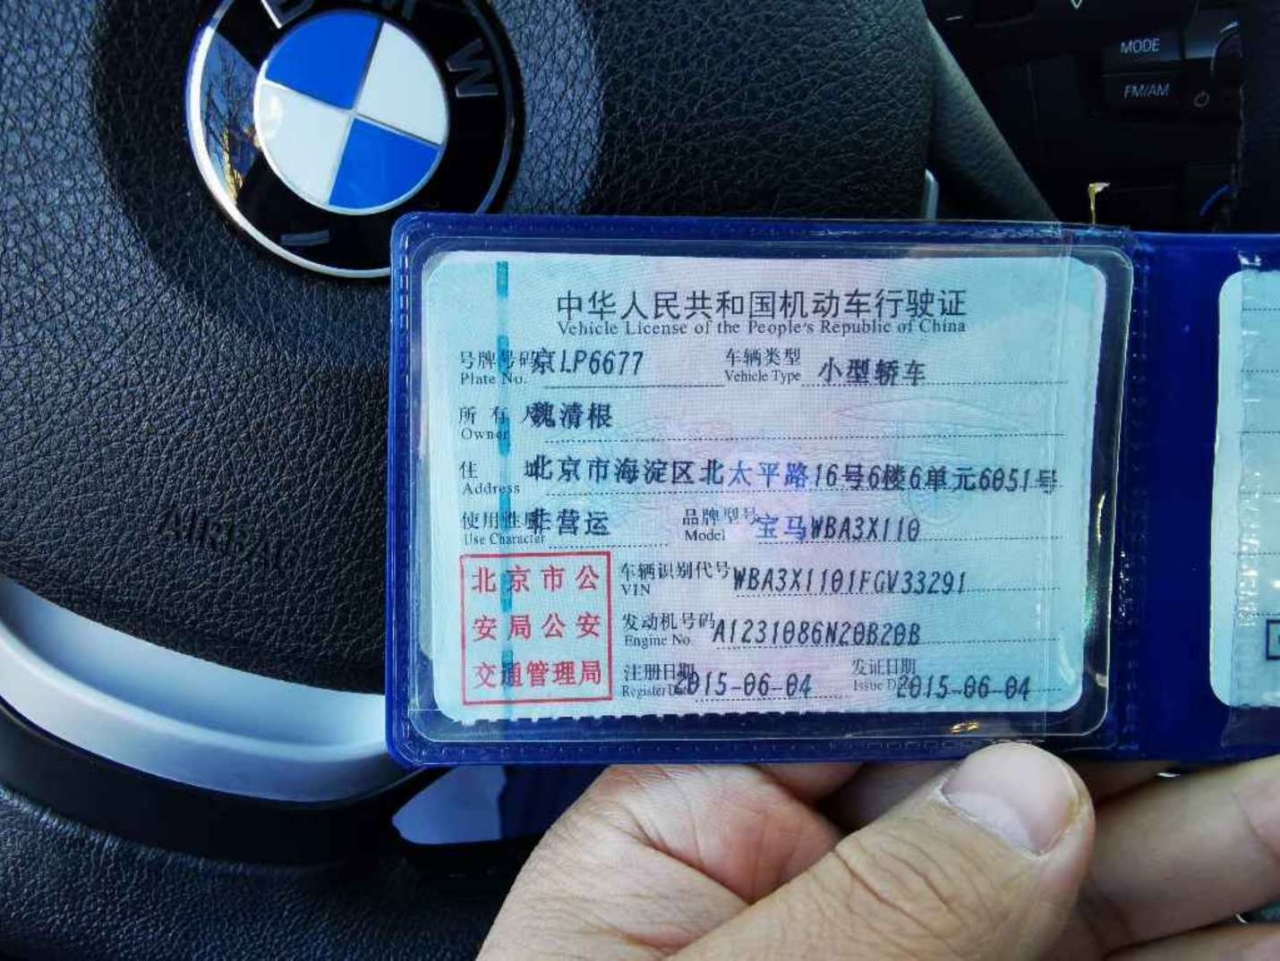 BMW
MODE
FM/AM
中华人民共和国机动车行驶证
Vehicle License of the People's Republic of China
号牌号码 京LP6677 车辆类型 小型轿车
Plate No. Vehicle Type
所有人 魏清根
Owner
住址 北京市海淀区北太平路16号6楼6单元6051号
Address
使用性质 非营运 品牌型号 宝马WBA3X110
Use Character Model
北京市公
安局公安
交通管理局
车辆识别代号 WBA3X1101FGV33291
VIN
发动机号码 A1231086N20B20B
Engine No.
注册日期 2015-06-04 发证日期 2015-06-04
Register Date Issue Date